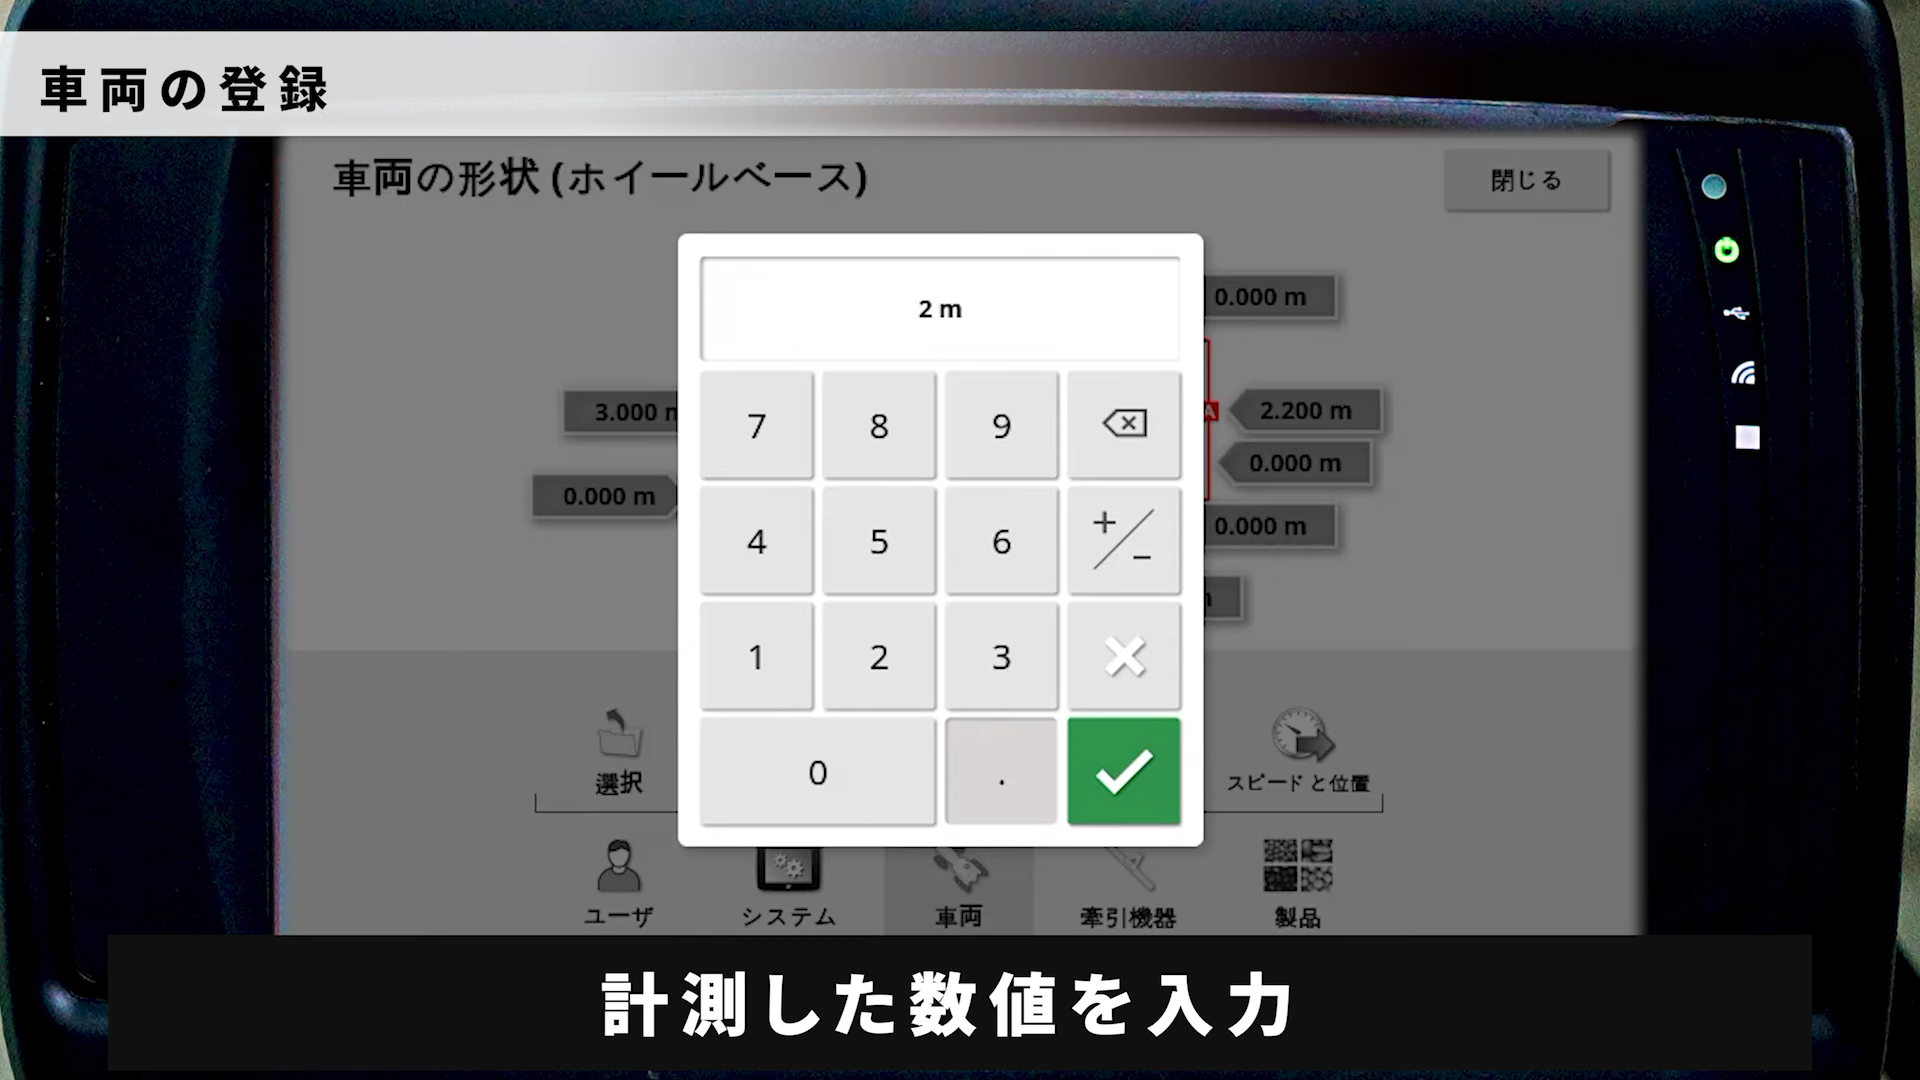 車両の登録
車両の形状 (ホイールベース)
閉じる
2 m
0.000 m
3.000 m
A
2.200 m
0.000 m
0.000 m
0.000 m
7 8 9
4 5 6 +/−
1 2 3
0 .
選択
スピードと位置
ユーザ
システム
車両
牽引機器
製品
計測した数値を入力